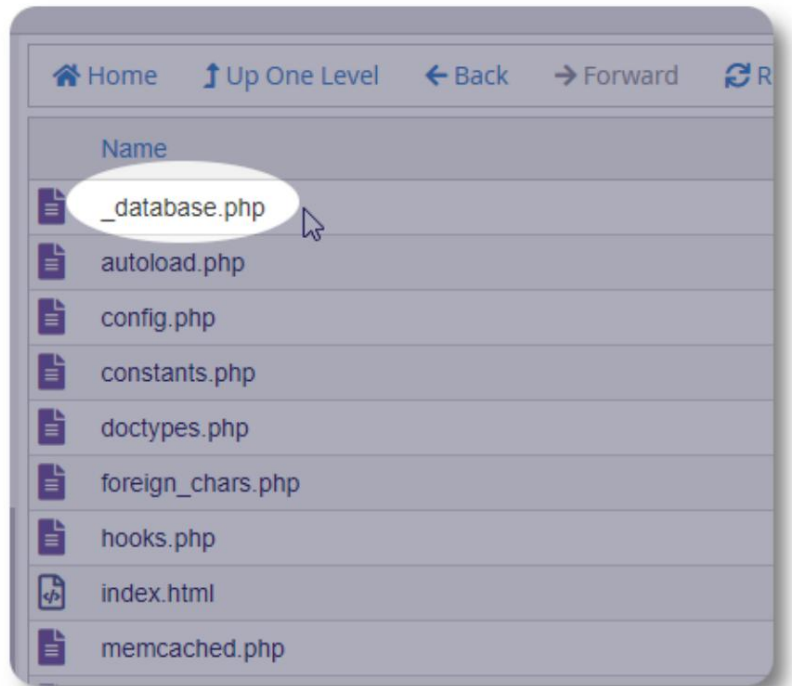 Home Up One Level Back Forward
Name
_database.php
autoload.php
config.php
constants.php
doctypes.php
foreign_chars.php
hooks.php
index.html
memcached.php